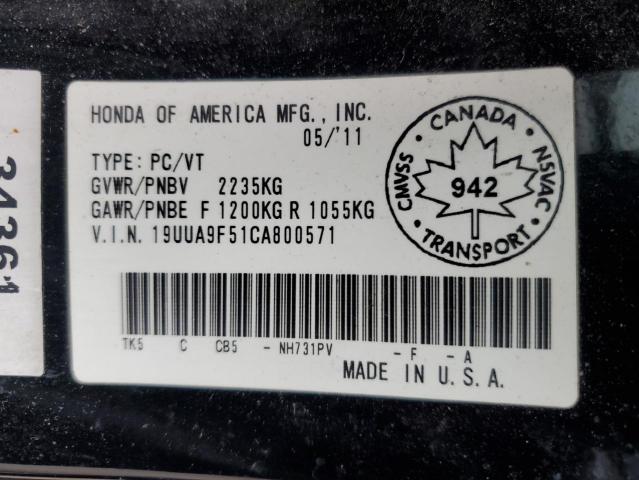 HONDA OF AMERICA MFG., INC.
05/'11
TYPE: PC/VT
GVWR/PNBV 2235KG
GAWR/PNBE F 1200KG R 1055KG
V.I.N. 19UUA9F51CA800571
CANADA
CMVSS
NSVAC
942
TRANSPORT
TK5 C CB5 - NH731PV - F - A
MADE IN U.S.A.